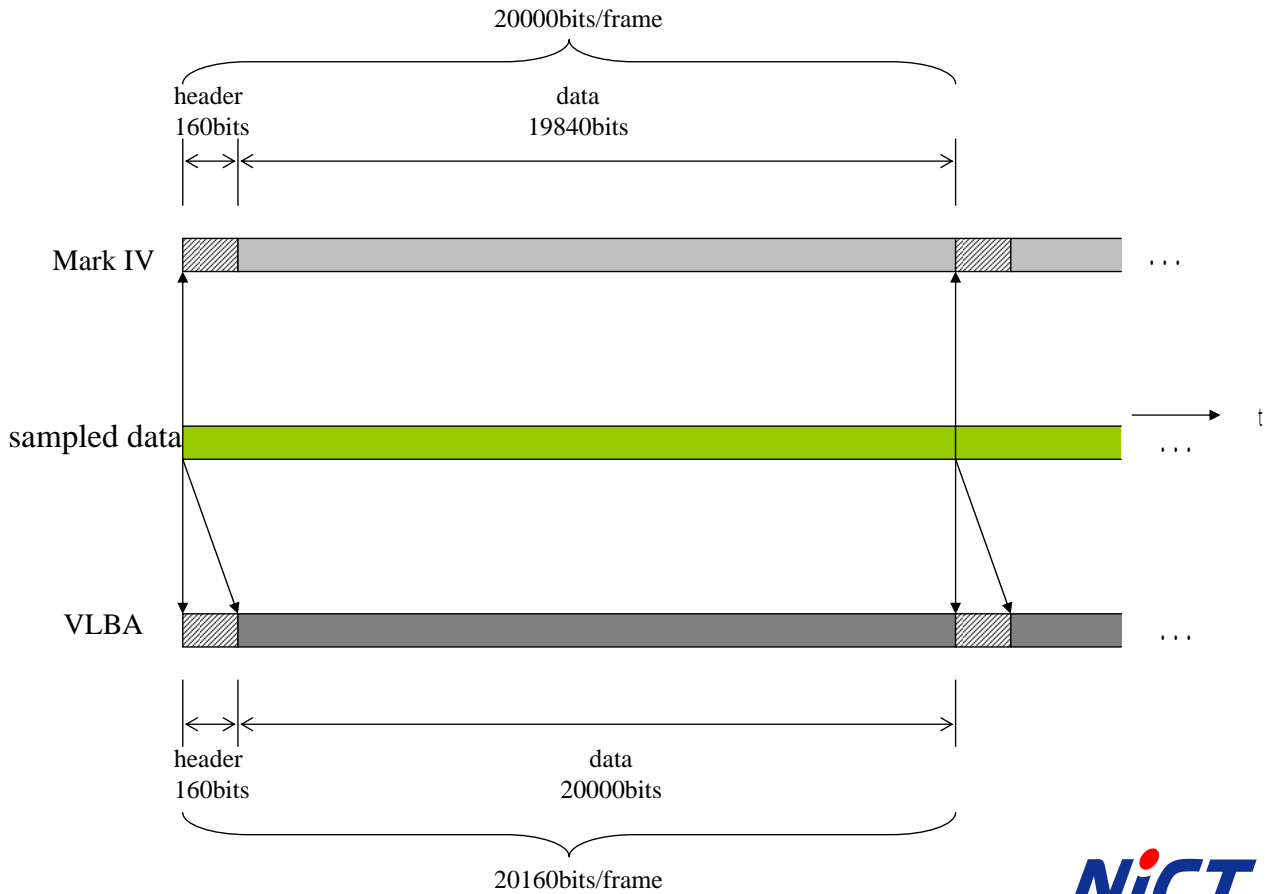 20000bits/frame
header
160bits
data
19840bits
Mark IV
. . .
t
sampled data
. . .
VLBA
. . .
header
160bits
data
20000bits
20160bits/frame
NiCT